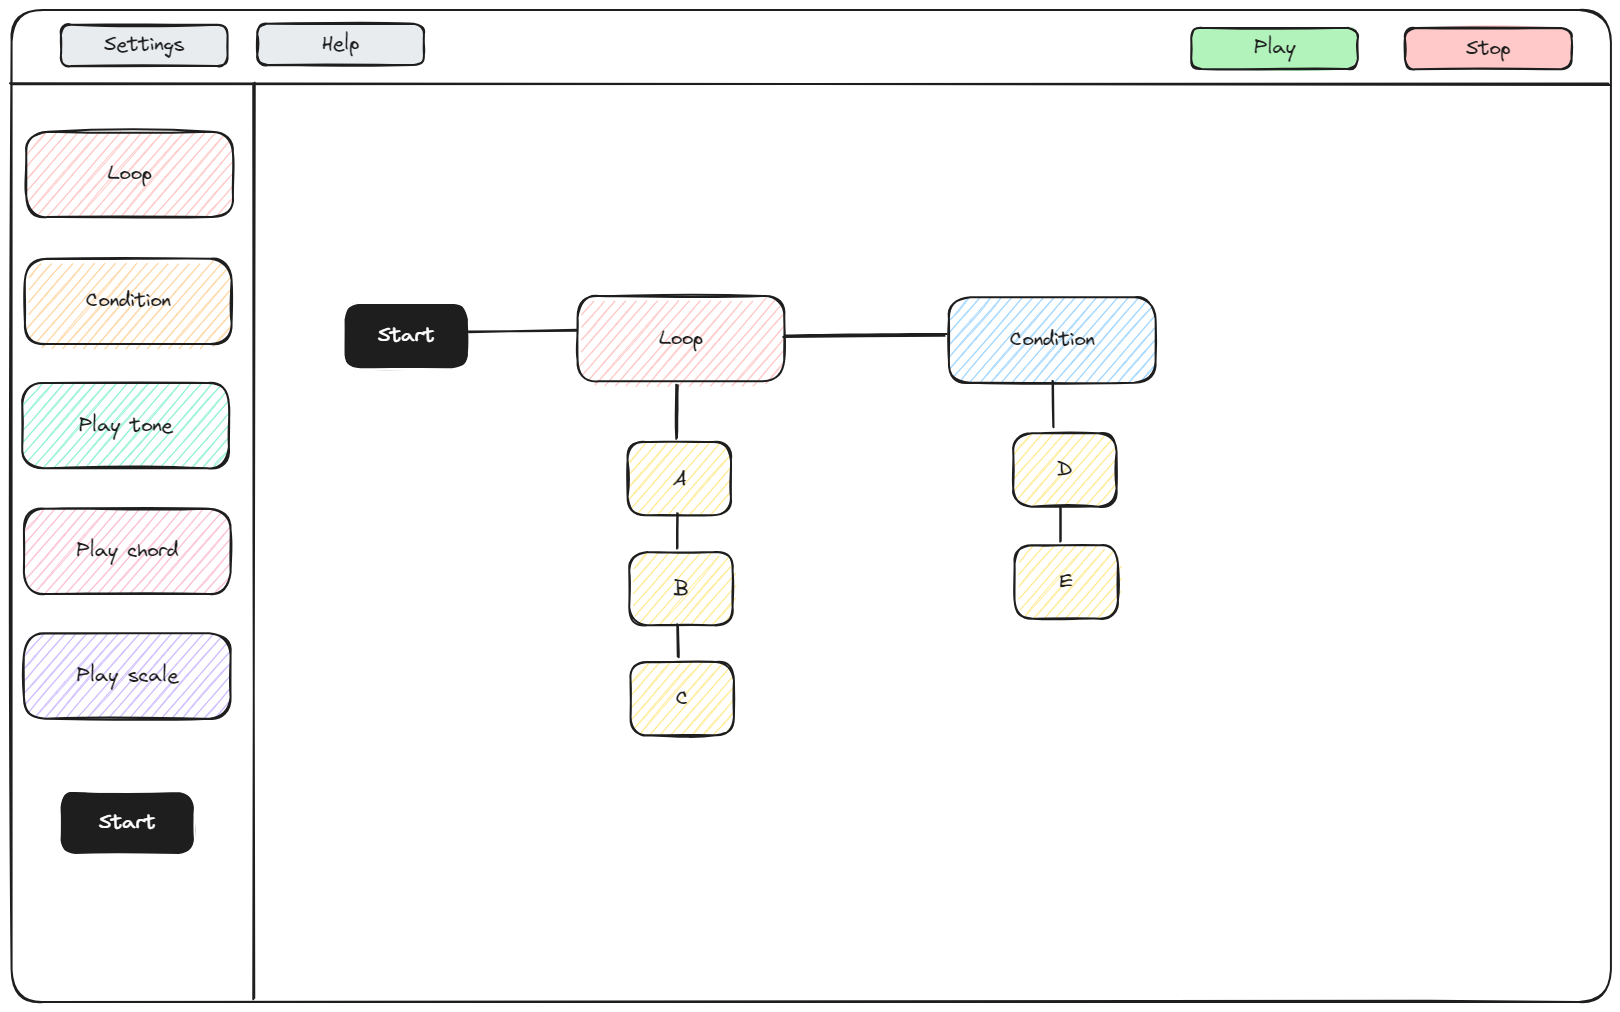 Settings
Help
Play
Stop
Loop
Condition
Play tone
Play chord
Play scale
Start
Start
Loop
Condition
A
B
C
D
E